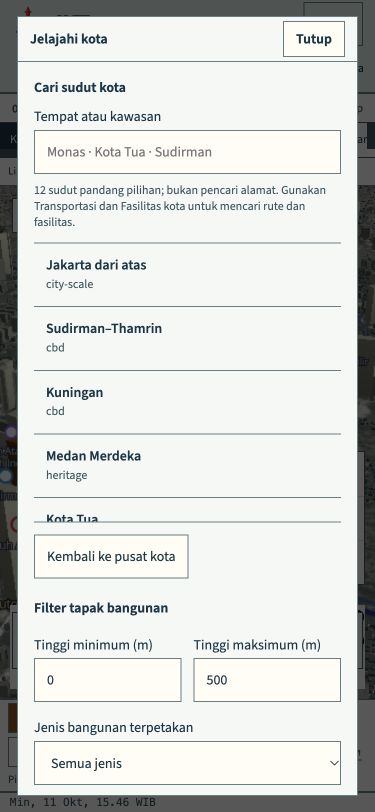 Jelajahi kota
Tutup
Cari sudut kota
Tempat atau kawasan
Monas · Kota Tua · Sudirman
12 sudut pandang pilihan; bukan pencari alamat. Gunakan
Transportasi dan Fasilitas kota untuk mencari rute dan
fasilitas.
Jakarta dari atas
city-scale
Sudirman–Thamrin
cbd
Kuningan
cbd
Medan Merdeka
heritage
Kota Tua
Kembali ke pusat kota
Filter tapak bangunan
Tinggi minimum (m)
Tinggi maksimum (m)
0
500
Jenis bangunan terpetakan
Semua jenis
Min, 11 Okt, 15.46 WIB